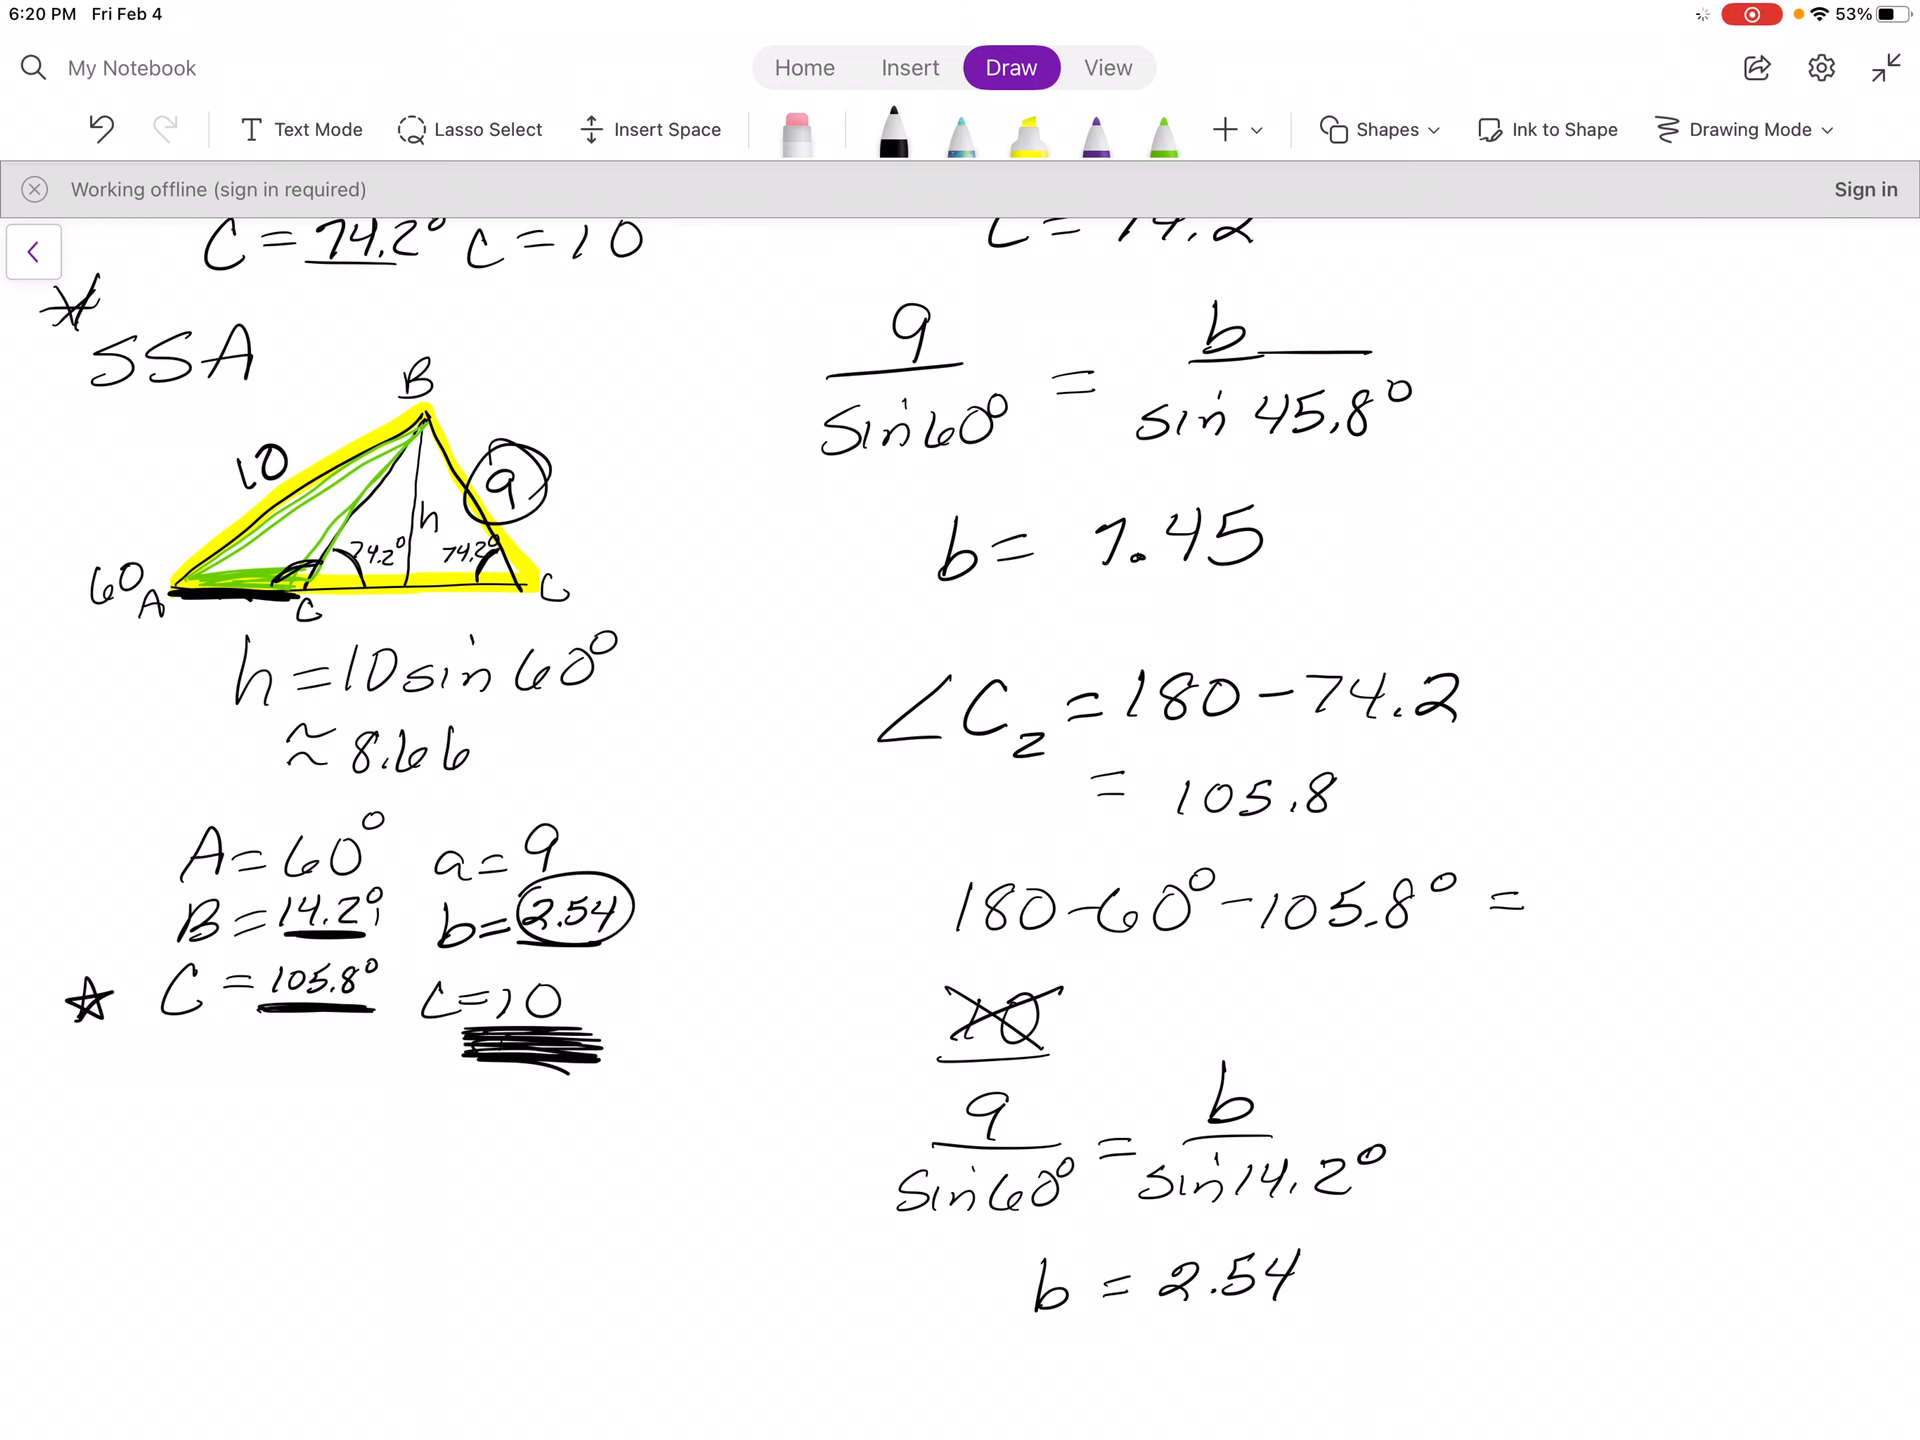 6:20 PM Fri Feb 4
53%
My Notebook
Home Insert Draw View
Text Mode Lasso Select Insert Space Shapes Ink to Shape Drawing Mode
Working offline (sign in required) Sign in
C = 74.2° c = 10
SSA
B
10
9
h
74.2° 74.2°
60 A
C
C
h = 10 sin 60°
≈ 8.66
A = 60° a = 9
B = 14.2° b = 2.54
C = 105.8° c = 10
C = 74.2
9 b
=
sin 60° sin 45.8°
b = 7.45
∠C₂ = 180 - 74.2
= 105.8
180 - 60° - 105.8° =
10
9 b
=
sin 60° sin 14.2°
b = 2.54